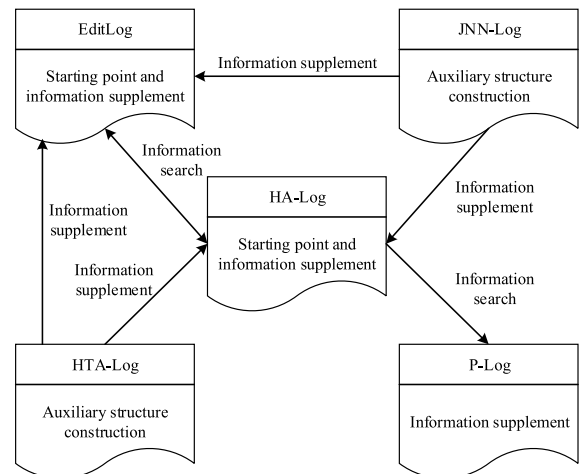 EditLog
Starting point and
information supplement
JNN-Log
Auxiliary structure
construction
Information supplement
Information
search
HA-Log
Starting point and
information supplement
Information
supplement
Information
supplement
Information
supplement
Information
search
HTA-Log
Auxiliary structure
construction
P-Log
Information supplement